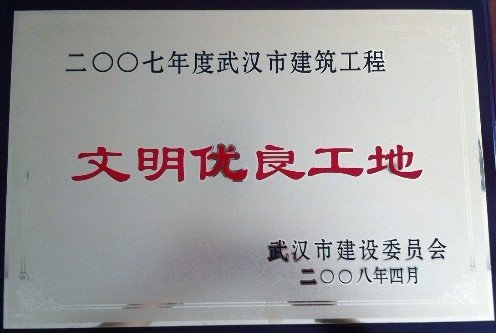 二〇〇七年度武汉市建筑工程
文明优良工地
武汉市建设委员会
二〇〇八年四月